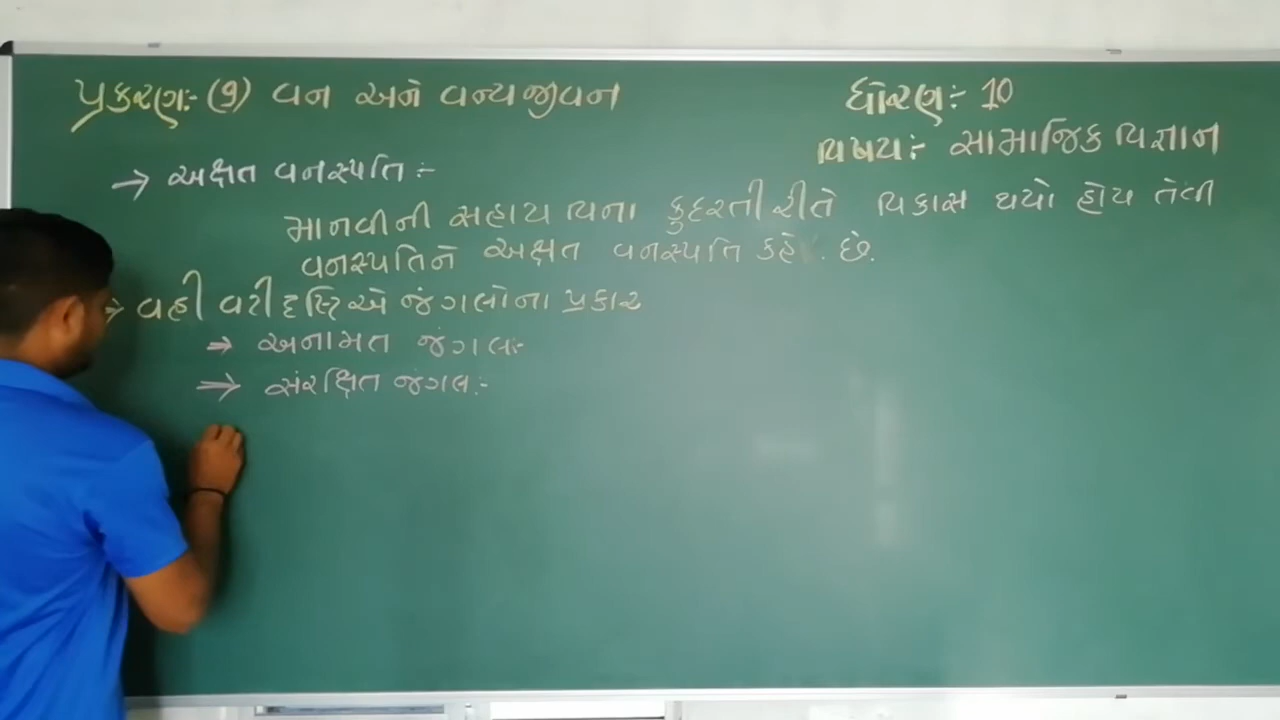 પ્રકરણ:- (9) વન અને વન્યજીવન
ધોરણ:- 10
વિષય:- સામાજિક વિજ્ઞાન
→ અક્ષત વનસ્પતિ:-
માનવીની સહાય વિના કુદરતી રીતે વિકાસ થયો હોય તેવી
વનસ્પતિને અક્ષત વનસ્પતિ કહે છે.
→ વહીવટી દ્રષ્ટિએ જંગલોના પ્રકાર
→ અનામત જંગલ:-
→ સંરક્ષિત જંગલ:-